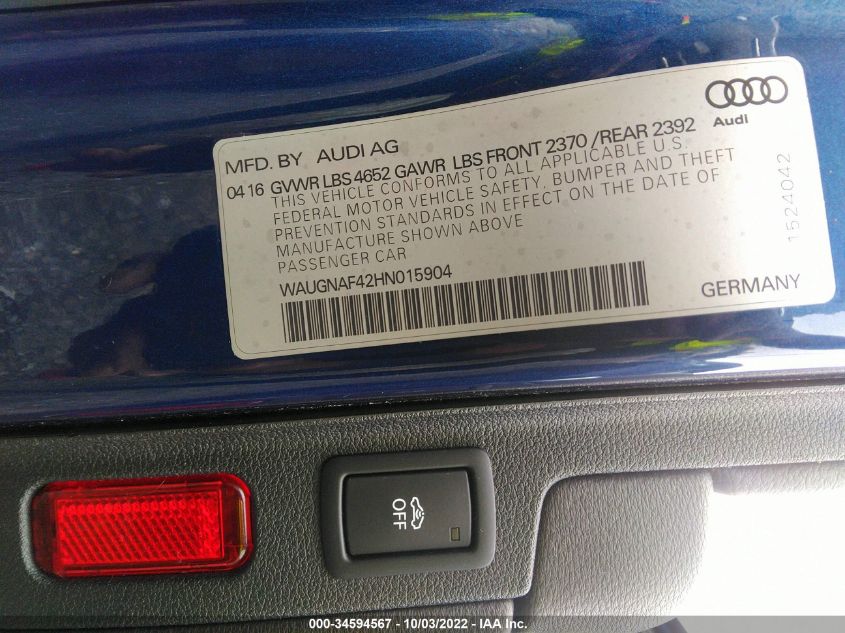 Audi
MFD. BY AUDI AG
04 16 GVWR LBS 4652 GAWR LBS FRONT 2370 /REAR 2392
THIS VEHICLE CONFORMS TO ALL APPLICABLE U.S.
FEDERAL MOTOR VEHICLE SAFETY, BUMPER AND THEFT
PREVENTION STANDARDS IN EFFECT ON THE DATE OF
MANUFACTURE SHOWN ABOVE
PASSENGER CAR
WAUGNAF42HN015904
GERMANY
1524042
OFF
000-34594567 - 10/03/2022 - IAA Inc.